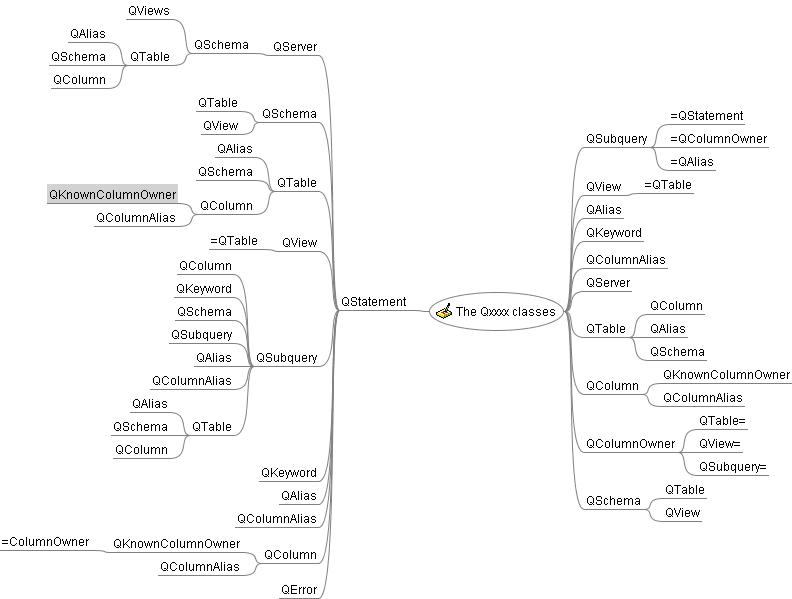 QViews
QAlias
QSchema
QColumn
QTable
QSchema
QServer
QTable
QView
QSchema
QAlias
QSchema
QKnownColumnOwner
QColumnAlias
QColumn
QTable
=QTable
QView
QColumn
QKeyword
QSchema
QSubquery
QAlias
QColumnAlias
QAlias
QSchema
QColumn
QTable
QSubquery
QKeyword
QAlias
QColumnAlias
=ColumnOwner
QKnownColumnOwner
QColumnAlias
QColumn
QError
QStatement
The Qxxxx classes
QSubquery
=QStatement
=QColumnOwner
=QAlias
QView
=QTable
QAlias
QKeyword
QColumnAlias
QServer
QTable
QColumn
QAlias
QSchema
QColumn
QKnownColumnOwner
QColumnAlias
QColumnOwner
QTable=
QView=
QSubquery=
QSchema
QTable
QView